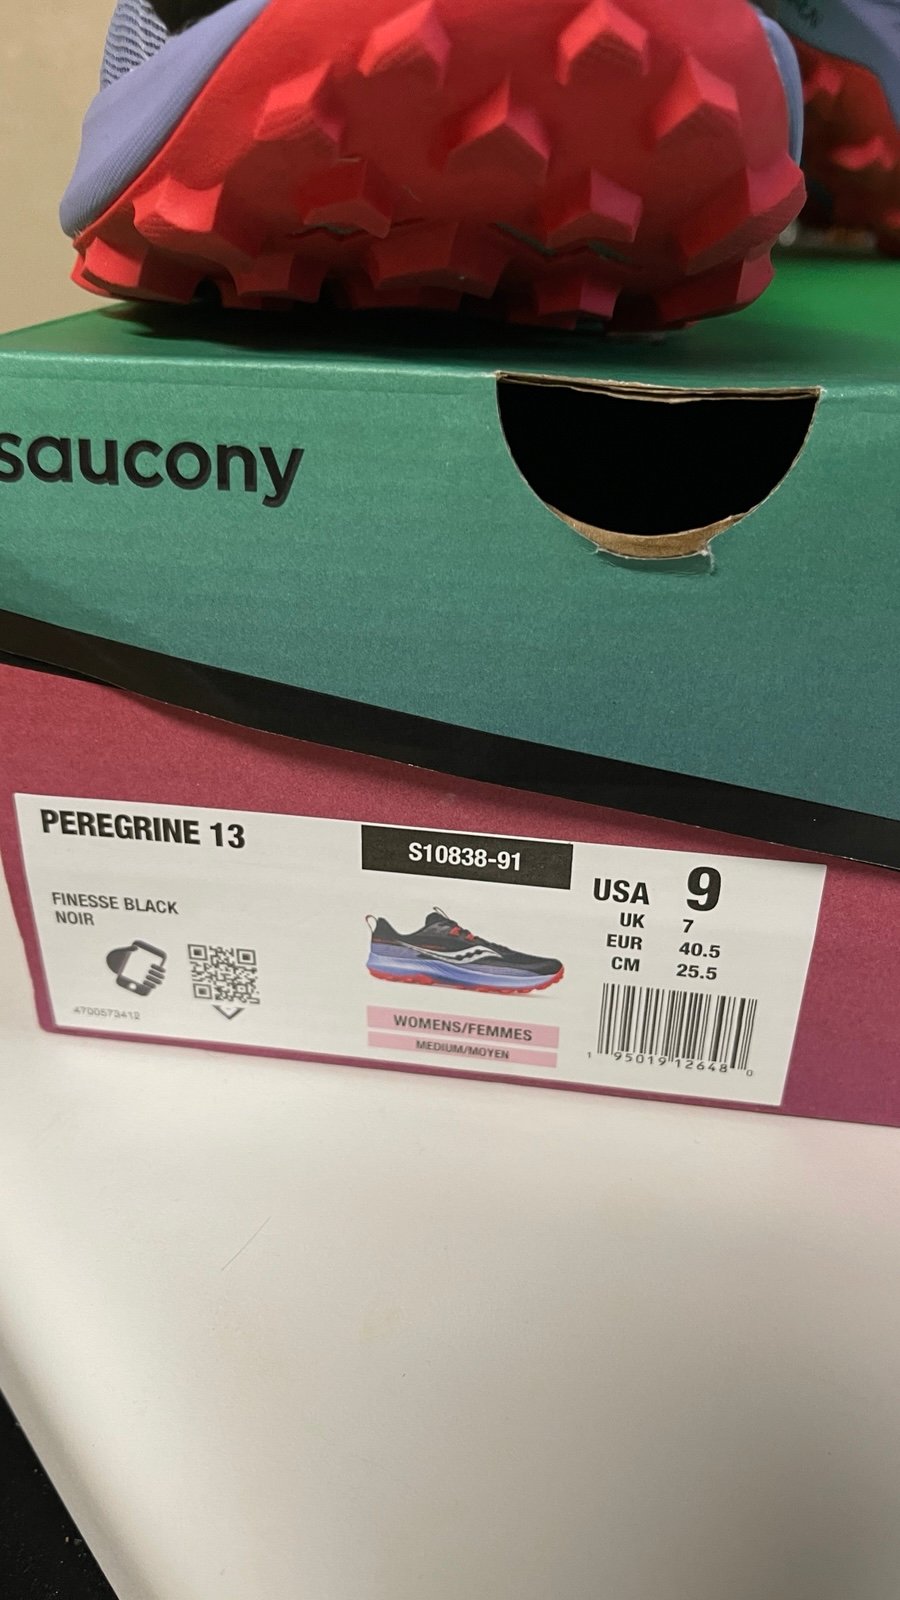 saucony
PEREGRINE 13
S10838-91
FINESSE BLACK
NOIR
4700573412
WOMENS/FEMMES
MEDIUM/MOYEN
USA 9
UK 7
EUR 40.5
CM 25.5
1 95019 12648 0